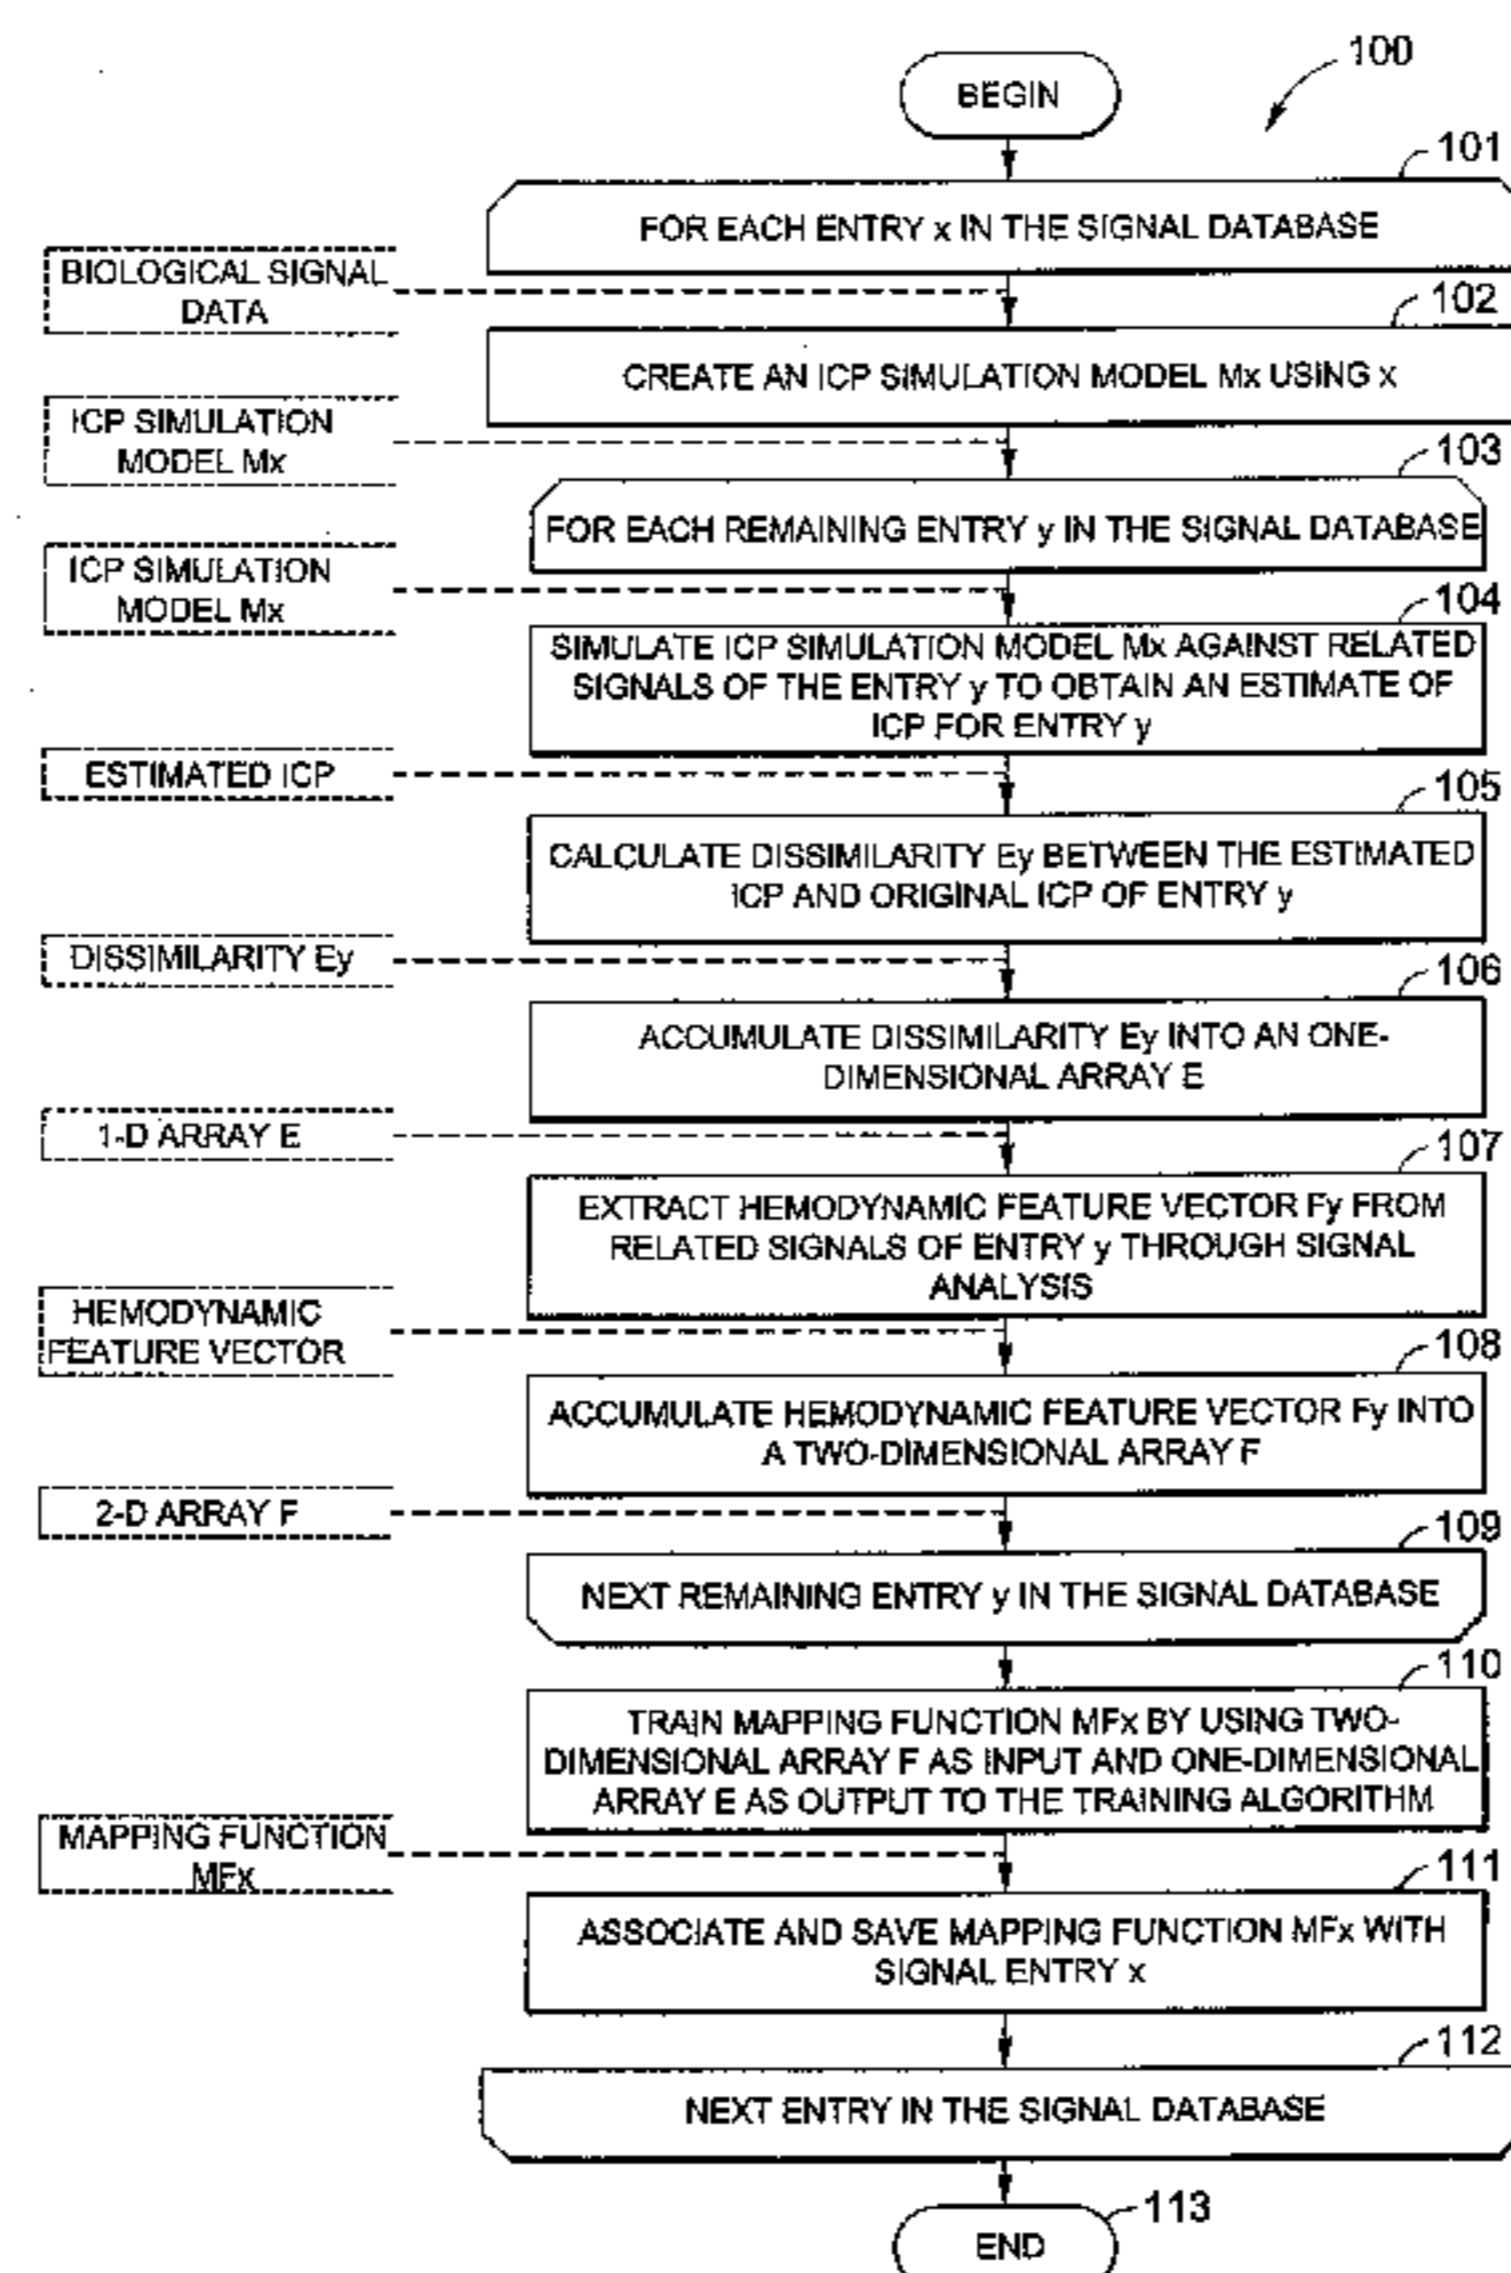 100
BEGIN
101
FOR EACH ENTRY x IN THE SIGNAL DATABASE
BIOLOGICAL SIGNAL
DATA
102
CREATE AN ICP SIMULATION MODEL Mx USING x
ICP SIMULATION
MODEL Mx
103
FOR EACH REMAINING ENTRY y IN THE SIGNAL DATABASE
ICP SIMULATION
MODEL Mx
104
SIMULATE ICP SIMULATION MODEL Mx AGAINST RELATED
SIGNALS OF THE ENTRY y TO OBTAIN AN ESTIMATE OF
ICP FOR ENTRY y
ESTIMATED ICP
105
CALCULATE DISSIMILARITY Ey BETWEEN THE ESTIMATED
ICP AND ORIGINAL ICP OF ENTRY y
DISSIMILARITY Ey
106
ACCUMULATE DISSIMILARITY Ey INTO AN ONE-
DIMENSIONAL ARRAY E
1-D ARRAY E
107
EXTRACT HEMODYNAMIC FEATURE VECTOR Fy FROM
RELATED SIGNALS OF ENTRY y THROUGH SIGNAL
ANALYSIS
HEMODYNAMIC
FEATURE VECTOR
108
ACCUMULATE HEMODYNAMIC FEATURE VECTOR Fy INTO
A TWO-DIMENSIONAL ARRAY F
2-D ARRAY F
109
NEXT REMAINING ENTRY y IN THE SIGNAL DATABASE
110
TRAIN MAPPING FUNCTION MFx BY USING TWO-
DIMENSIONAL ARRAY F AS INPUT AND ONE-DIMENSIONAL
ARRAY E AS OUTPUT TO THE TRAINING ALGORITHM
MAPPING FUNCTION
MFx
111
ASSOCIATE AND SAVE MAPPING FUNCTION MFx WITH
SIGNAL ENTRY x
112
NEXT ENTRY IN THE SIGNAL DATABASE
113
END